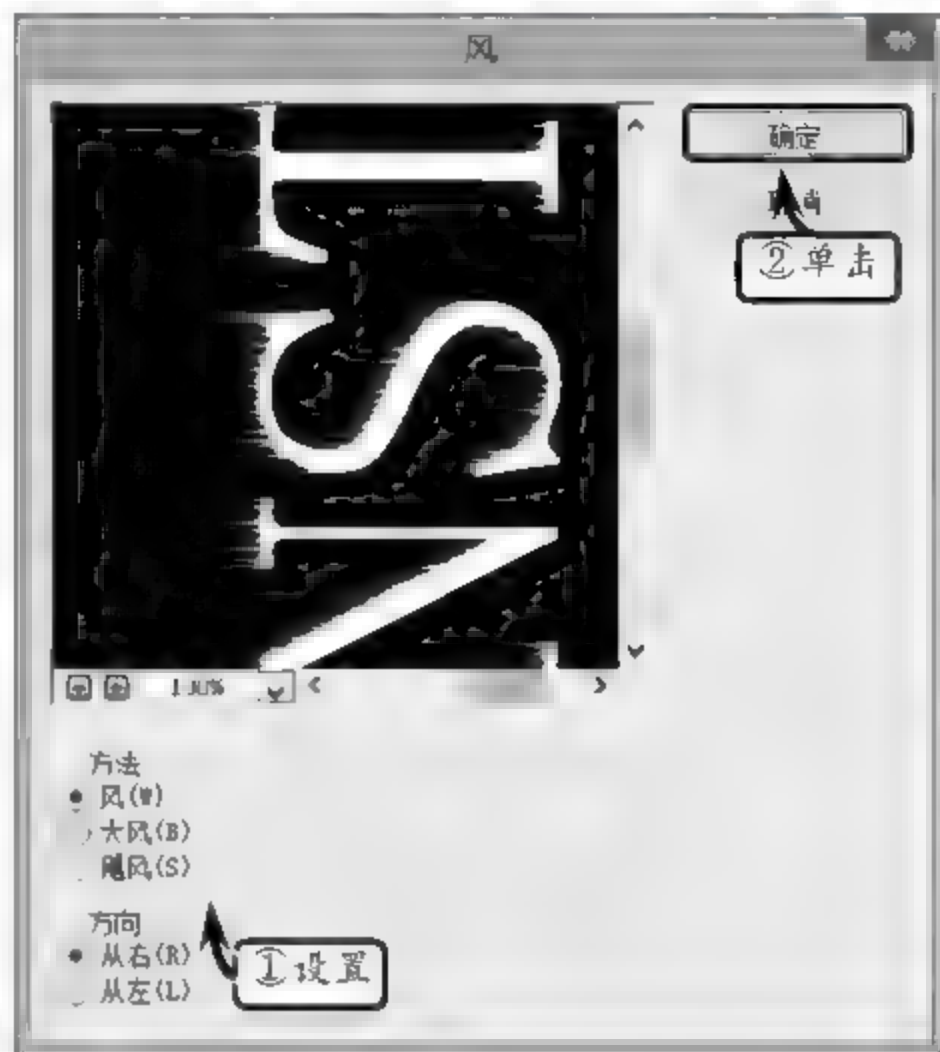 风
确定
②单击
方法
风(W)
大风(B)
飓风(S)
方向
从右(R)
从左(L)
①设置